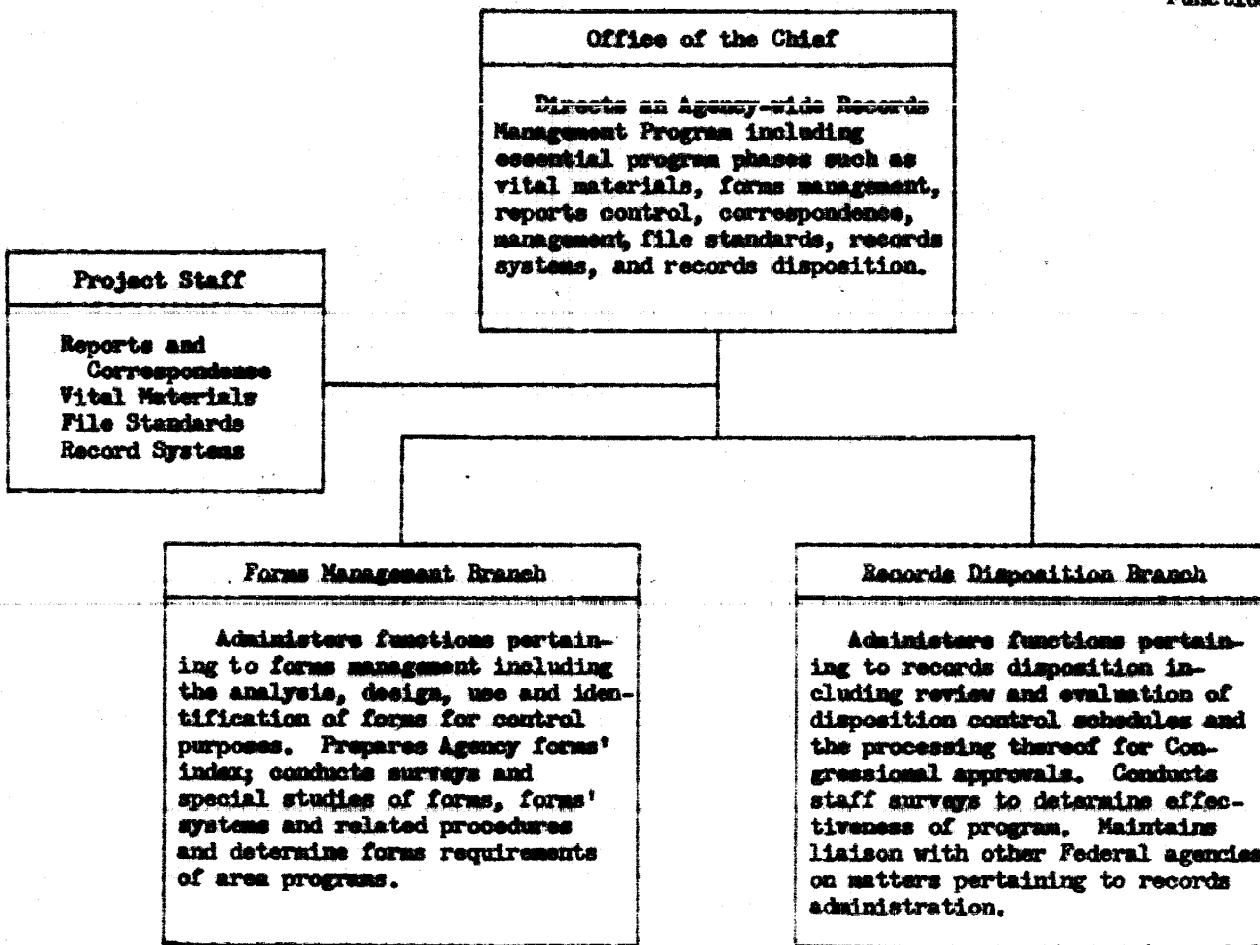 Functio
Office of the Chief
Directs an Agency-wide Records
Management Program including
essential program phases such as
vital materials, forms management,
reports control, correspondence,
management, file standards, records
systems, and records disposition.
Project Staff
Reports and
Correspondence
Vital Materials
File Standards
Record Systems
Forms Management Branch
Administers functions pertain-
ing to forms management including
the analysis, design, use and iden-
tification of forms for control
purposes. Prepares Agency forms'
index; conducts surveys and
special studies of forms, forms'
systems and related procedures
and determine forms requirements
of area programs.
Records Disposition Branch
Administers functions pertain-
ing to records disposition in-
cluding review and evaluation of
disposition control schedules and
the processing thereof for Con-
gressional approvals. Conducts
staff surveys to determine effec-
tiveness of program. Maintains
liaison with other Federal agencies
on matters pertaining to records
administration.